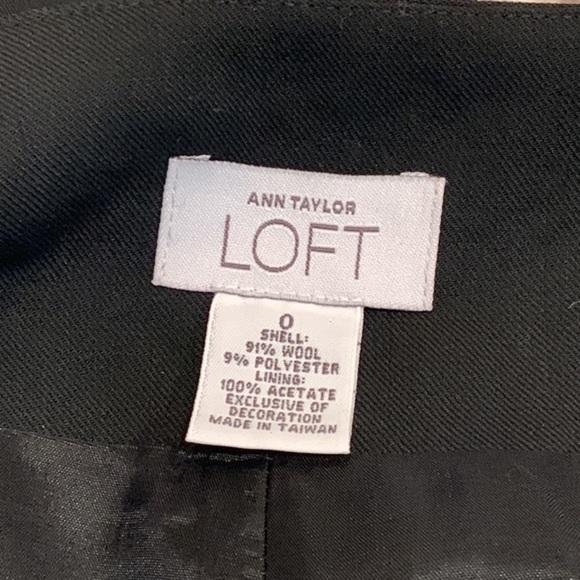 ANN TAYLOR
LOFT
0
SHELL:
91% WOOL
9% POLYESTER
LINING:
100% ACETATE
EXCLUSIVE OF
DECORATION
MADE IN TAIWAN